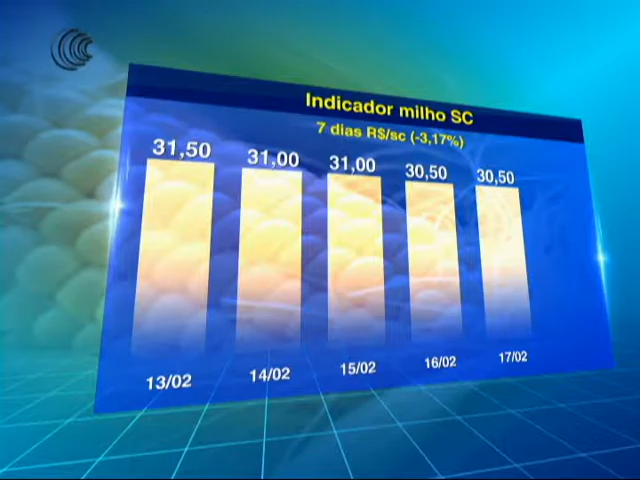 Indicador milho SC
7 dias R$/sc (-3,17%)
31,50 31,00 31,00 30,50 30,50
13/02 14/02 15/02 16/02 17/02